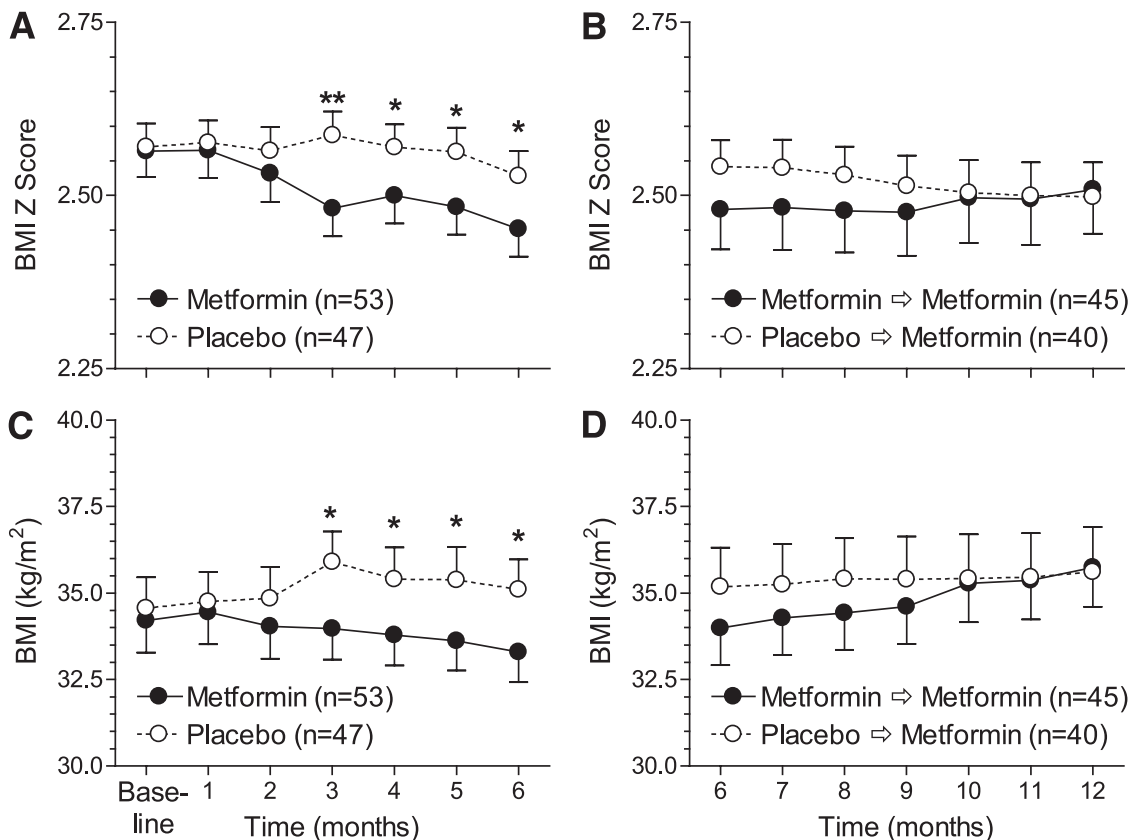 A
2.75
2.50
2.25
BMI Z Score
** * * *
Metformin (n=53)
Placebo (n=47)
B
2.75
2.50
2.25
BMI Z Score
Metformin ⇨ Metformin (n=45)
Placebo ⇨ Metformin (n=40)
C
40.0
37.5
35.0
32.5
30.0
BMI (kg/m²)
* * * *
Metformin (n=53)
Placebo (n=47)
Base-
line
1 2 3 4 5 6
Time (months)
D
40.0
37.5
35.0
32.5
30.0
BMI (kg/m²)
Metformin ⇨ Metformin (n=45)
Placebo ⇨ Metformin (n=40)
6 7 8 9 10 11 12
Time (months)